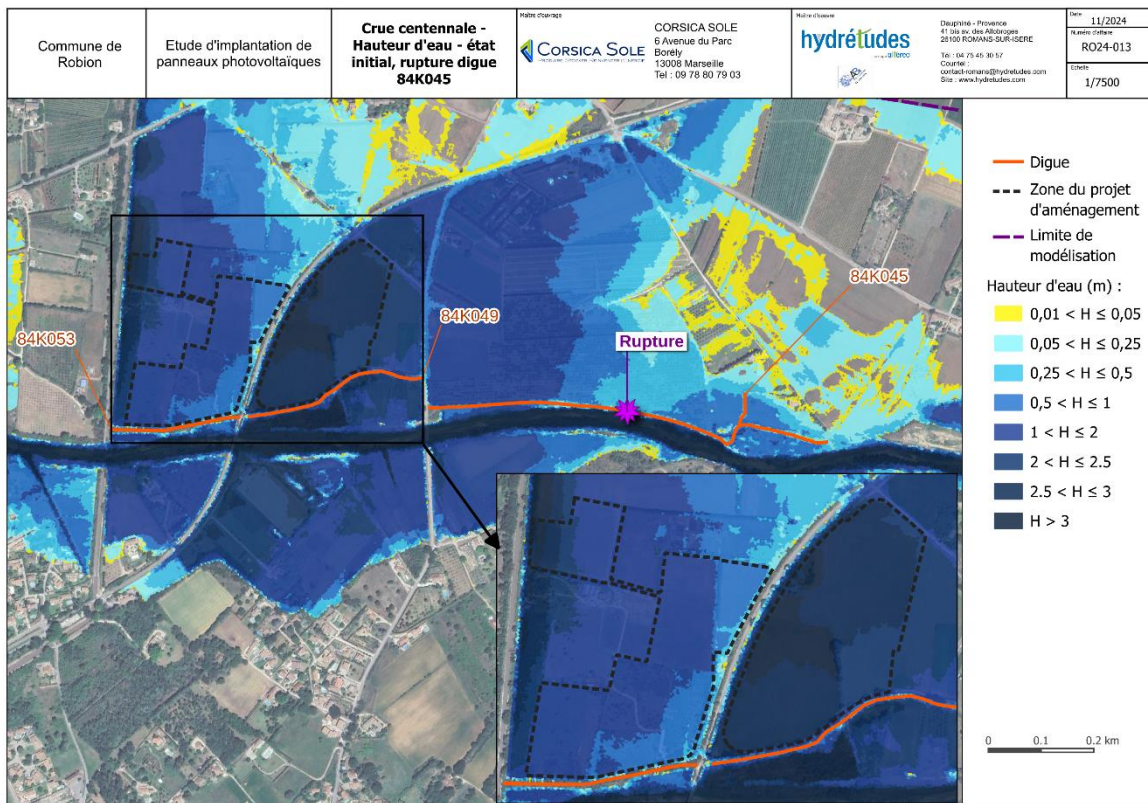 Commune de
Robion
Etude d'implantation de
panneaux photovoltaïques
Crue centennale -
Hauteur d'eau - état
initial, rupture digue
84K045
Maître d'ouvrage
CORSICA SOLE
CORSICA SOLE
6 Avenue du Parc
Borély
13008 Marseille
Tel : 09 78 80 79 03
Maître d'oeuvre
hydrétudes
Dauphiné - Provence
41 bis av. des Allobroges
26100 ROMANS-SUR-ISERE
Tél : 04 75 45 30 57
Courriel :
contact-romans@hydretudes.com
Site : www.hydretudes.com
Date
11/2024
Numéro d'affaire
RO24-013
Echelle
1/7500
Digue
Zone du projet
d'aménagement
Limite de
modélisation
Hauteur d'eau (m) :
0,01 < H ≤ 0,05
0,05 < H ≤ 0,25
0,25 < H ≤ 0,5
0,5 < H ≤ 1
1 < H ≤ 2
2 < H ≤ 2.5
2.5 < H ≤ 3
H > 3
84K045
84K049
84K053
Rupture
0 0.1 0.2 km